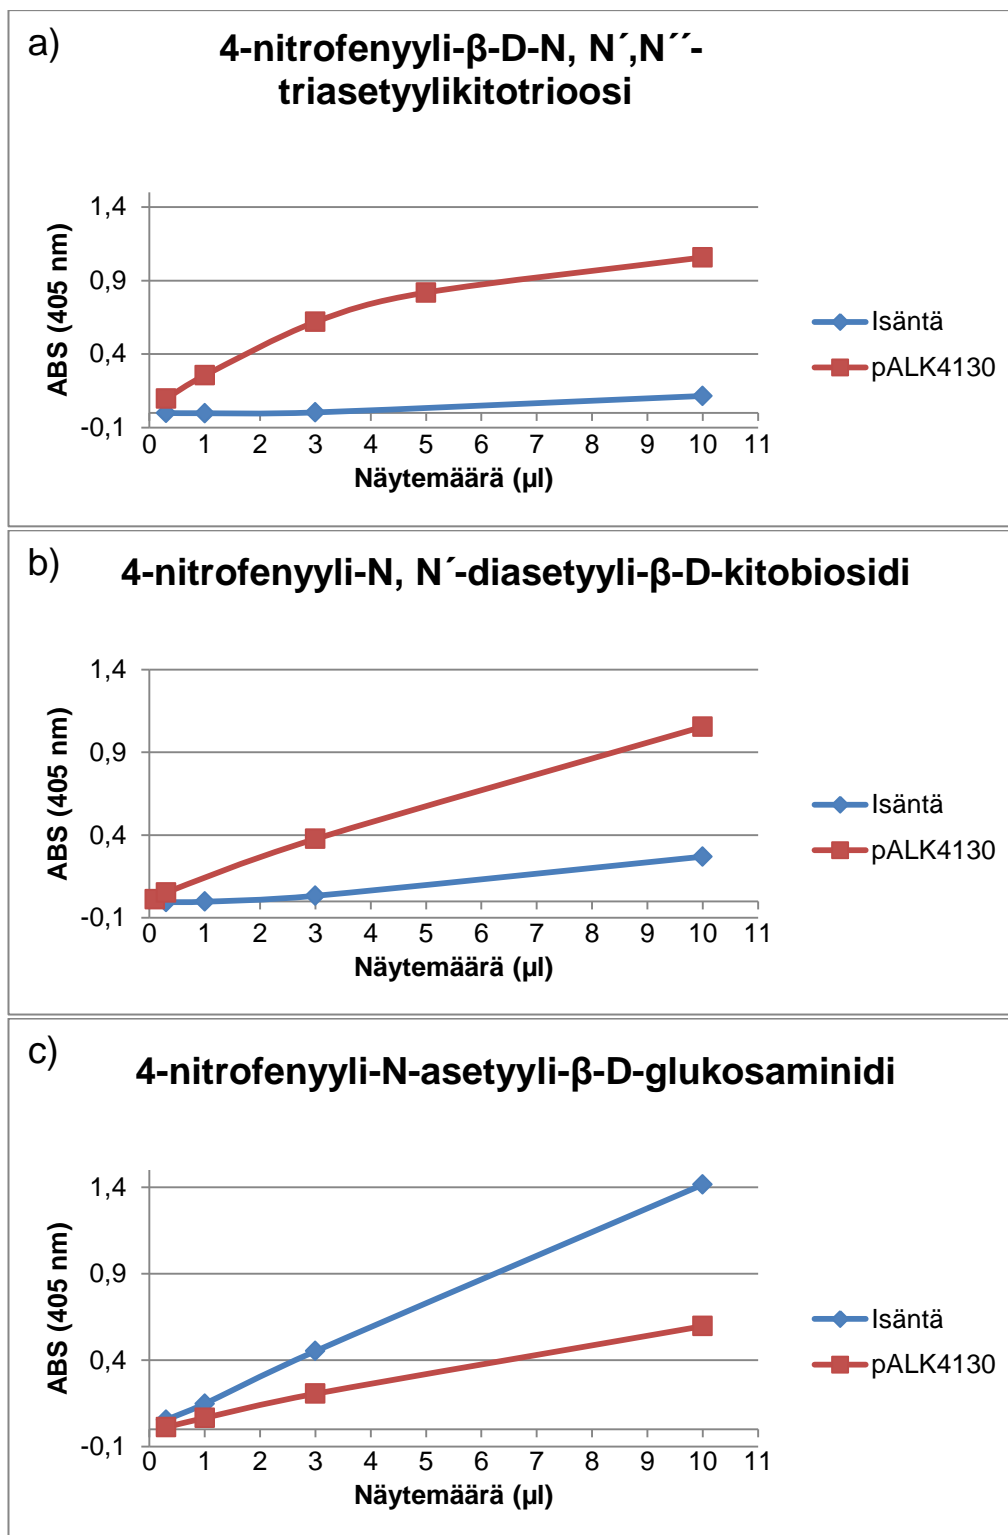 a)
4-nitrofenyyli-β-D-N, N´,N´´-
triasetyylikitotrioosi
1,4
0,9
0,4
-0,1
ABS (405 nm)
0 1 2 3 4 5 6 7 8 9 10 11
Näytemäärä (µl)
Isäntä
pALK4130
b)
4-nitrofenyyli-N, N´-diasetyyli-β-D-kitobiosidi
1,4
0,9
0,4
-0,1
ABS (405 nm)
0 1 2 3 4 5 6 7 8 9 10 11
Näytemäärä (µl)
Isäntä
pALK4130
c)
4-nitrofenyyli-N-asetyyli-β-D-glukosaminidi
1,4
0,9
0,4
-0,1
ABS (405 nm)
0 1 2 3 4 5 6 7 8 9 10 11
Näytemäärä (µl)
Isäntä
pALK4130